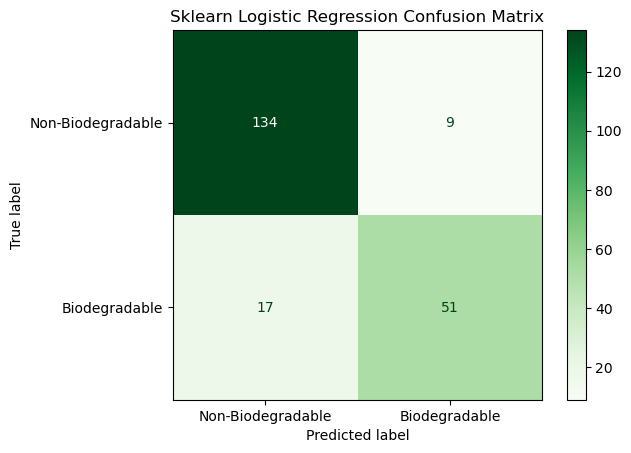 Sklearn Logistic Regression Confusion Matrix
True label
Non-Biodegradable
Biodegradable
134
9
17
51
Non-Biodegradable
Biodegradable
Predicted label
120
100
80
60
40
20